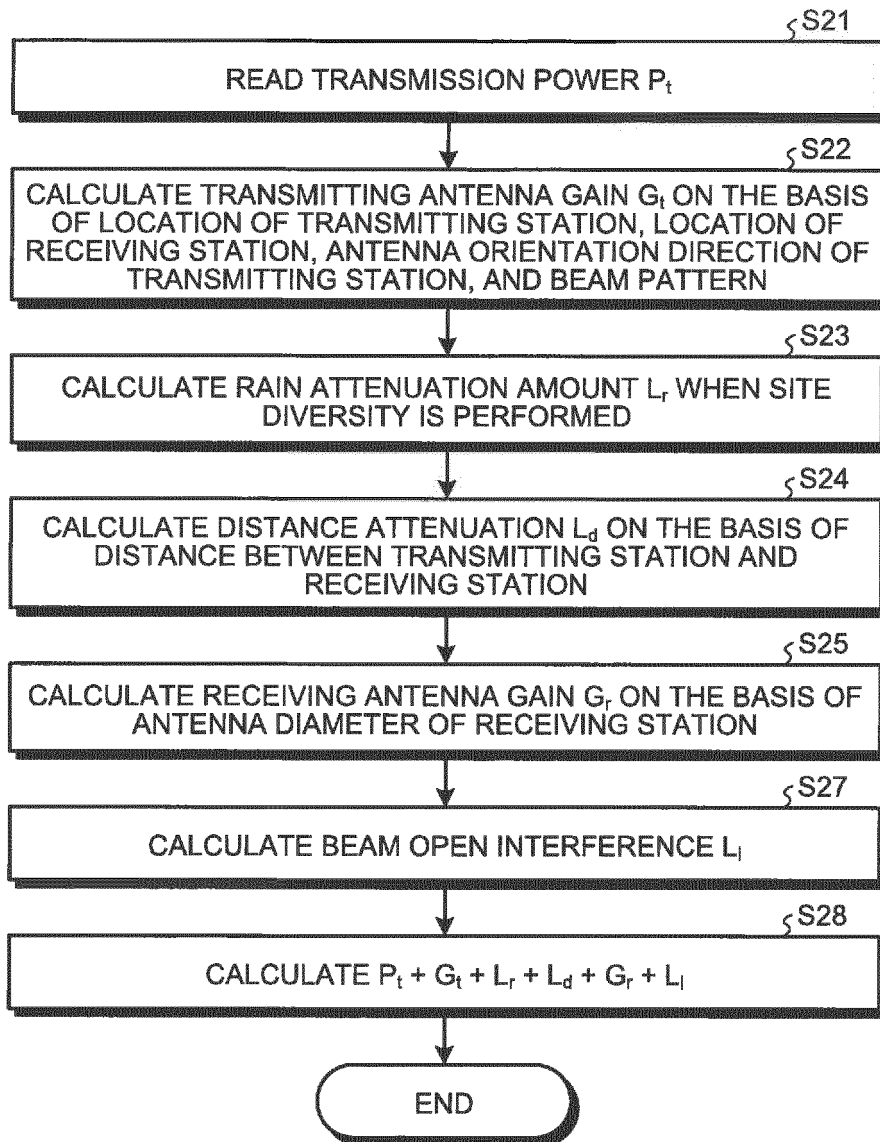 S21
READ TRANSMISSION POWER Pₜ
S22
CALCULATE TRANSMITTING ANTENNA GAIN Gₜ ON THE BASIS
OF LOCATION OF TRANSMITTING STATION, LOCATION OF
RECEIVING STATION, ANTENNA ORIENTATION DIRECTION OF
TRANSMITTING STATION, AND BEAM PATTERN
S23
CALCULATE RAIN ATTENUATION AMOUNT Lᵣ WHEN SITE
DIVERSITY IS PERFORMED
S24
CALCULATE DISTANCE ATTENUATION L_d ON THE BASIS OF
DISTANCE BETWEEN TRANSMITTING STATION AND
RECEIVING STATION
S25
CALCULATE RECEIVING ANTENNA GAIN Gᵣ ON THE BASIS OF
ANTENNA DIAMETER OF RECEIVING STATION
S27
CALCULATE BEAM OPEN INTERFERENCE L_I
S28
CALCULATE Pₜ + Gₜ + Lᵣ + L_d + Gᵣ + L_I
END